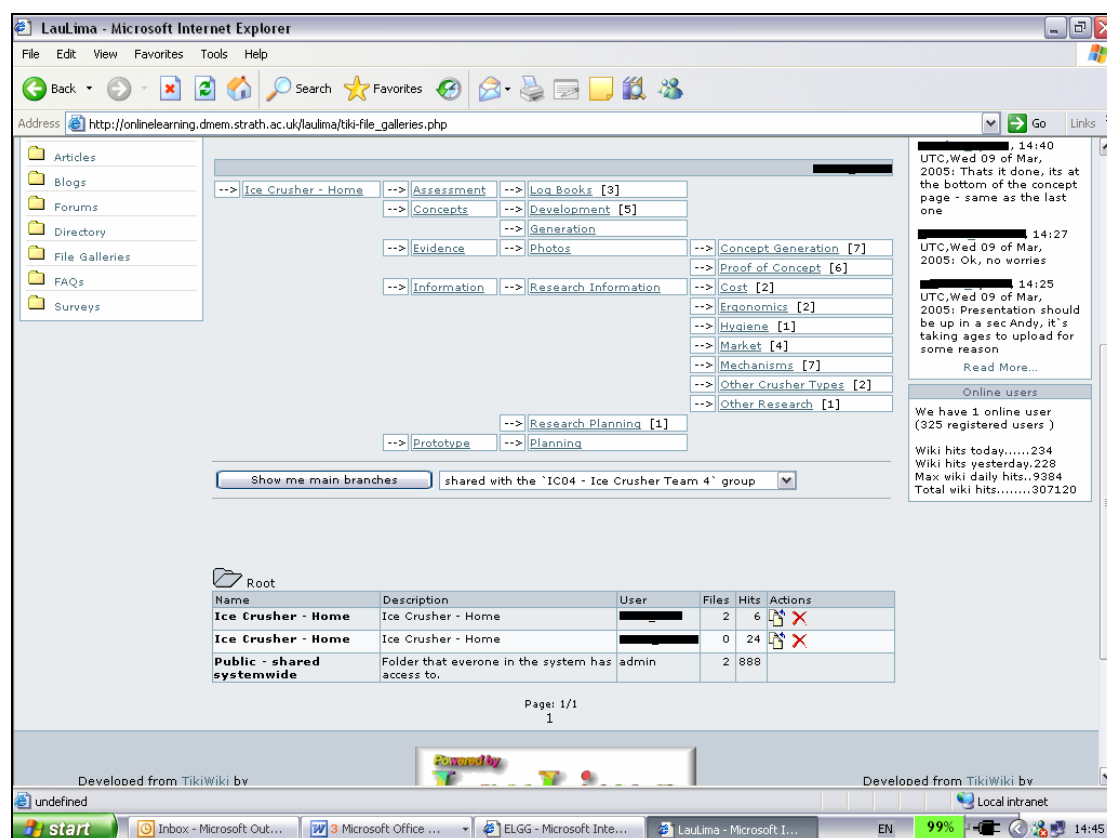 LauLima - Microsoft Internet Explorer
File Edit View Favorites Tools Help
Back Search Favorites
Address http://onlinelearning.dmem.strath.ac.uk/laulima/tiki-file_galleries.php Go Links
Articles
Blogs
Forums
Directory
File Galleries
FAQs
Surveys
--> Ice Crusher - Home --> Assessment --> Log Books [3]
--> Concepts --> Development [5]
--> Generation
--> Evidence --> Photos --> Concept Generation [7]
--> Proof of Concept [6]
--> Information --> Research Information --> Cost [2]
--> Ergonomics [2]
--> Hygiene [1]
--> Market [4]
--> Mechanisms [7]
--> Other Crusher Types [2]
--> Other Research [1]
--> Research Planning [1]
--> Prototype --> Planning
Show me main branches shared with the `IC04 - Ice Crusher Team 4` group
, 14:40
UTC,Wed 09 of Mar,
2005: Thats it done, its at
the bottom of the concept
page - same as the last
one
, 14:27
UTC,Wed 09 of Mar,
2005: Ok, no worries
, 14:25
UTC,Wed 09 of Mar,
2005: Presentation should
be up in a sec Andy, it`s
taking ages to upload for
some reason
Read More...
Online users
We have 1 online user
(325 registered users )
Wiki hits today......234
Wiki hits yesterday.228
Max wiki daily hits..9384
Total wiki hits........307120
Root
Name Description User Files Hits Actions
Ice Crusher - Home Ice Crusher - Home 2 6
Ice Crusher - Home Ice Crusher - Home 0 24
Public - shared Folder that everone in the system has admin 2 888
systemwide access to.
Page: 1/1
1
Powered by
Developed from TikiWiki by Developed from TikiWiki by
undefined Local intranet
start Inbox - Microsoft Out... 3 Microsoft Office ... ELGG - Microsoft Inte... LauLima - Microsoft I... EN 99% 14:45